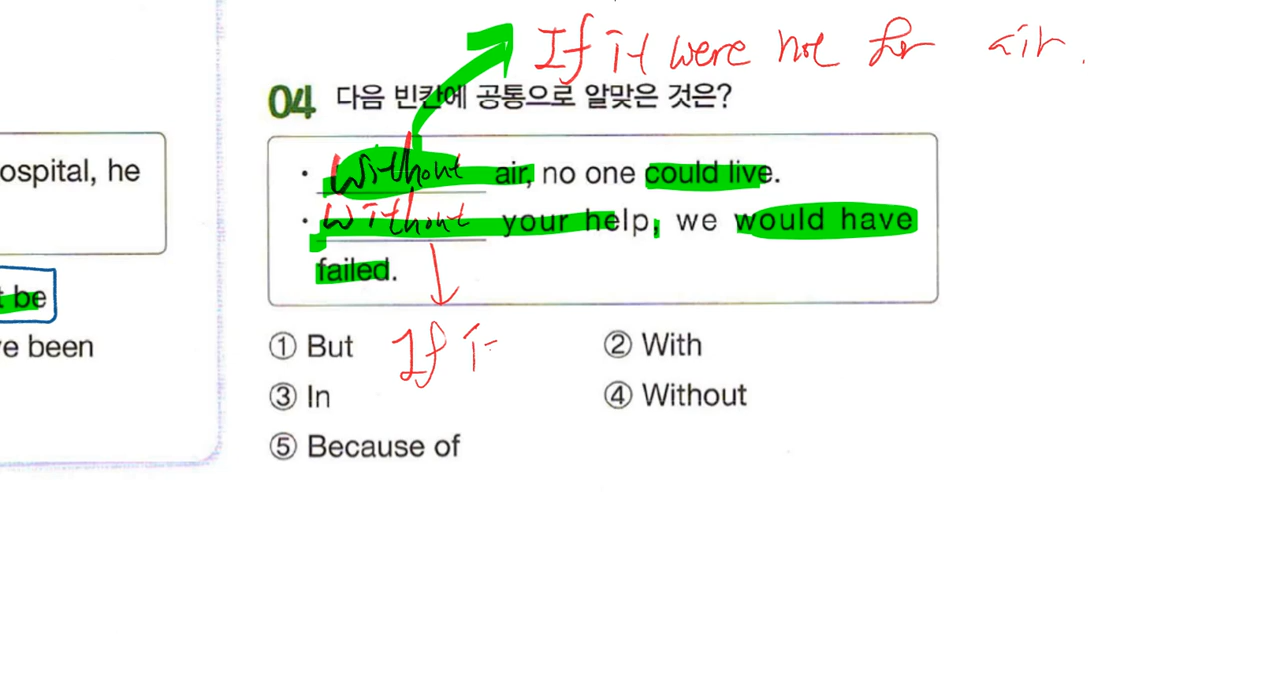 If it were not for air.
04 다음 빈칸에 공통으로 알맞은 것은?
ospital, he
· Without air, no one could live.
· Without your help, we would have
failed.
t be
e been
If it
① But ② With
③ In ④ Without
⑤ Because of